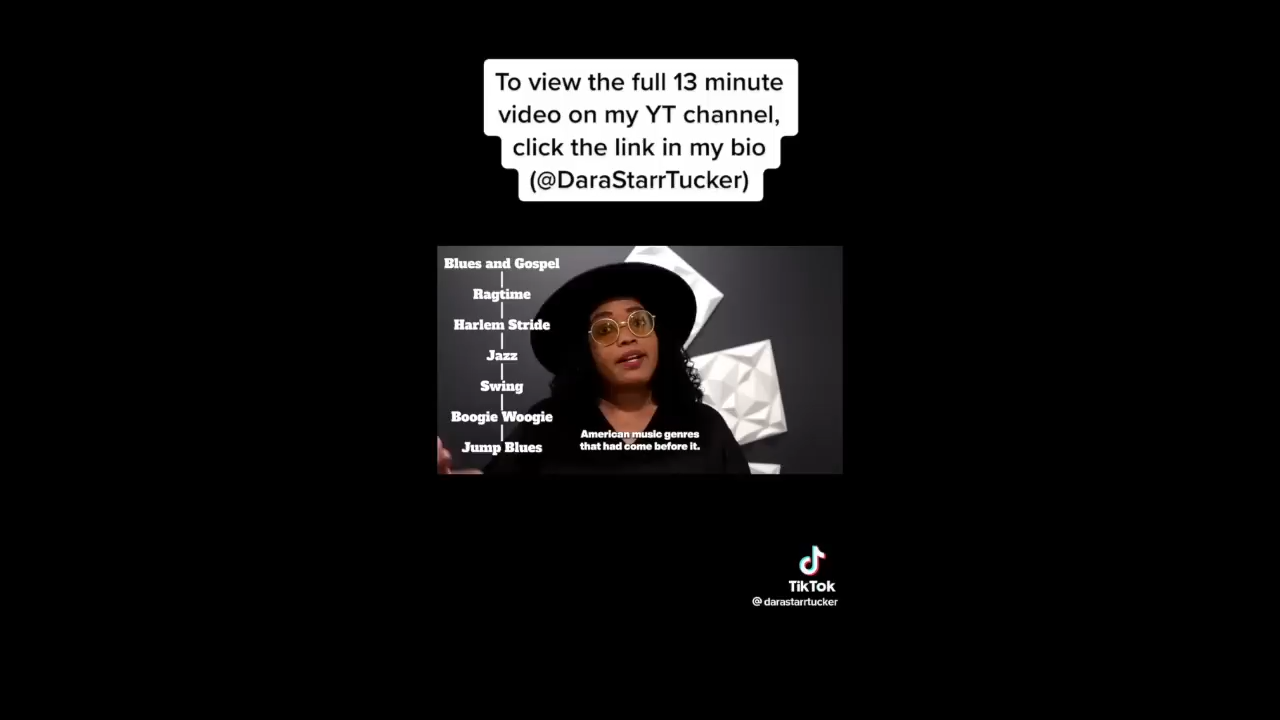 To view the full 13 minute
video on my YT channel,
click the link in my bio
(@DaraStarrTucker)
Blues and Gospel
Ragtime
Harlem Stride
Jazz
Swing
Boogie Woogie
Jump Blues
American music genres
that had come before it.
TikTok
@darastarrtucker